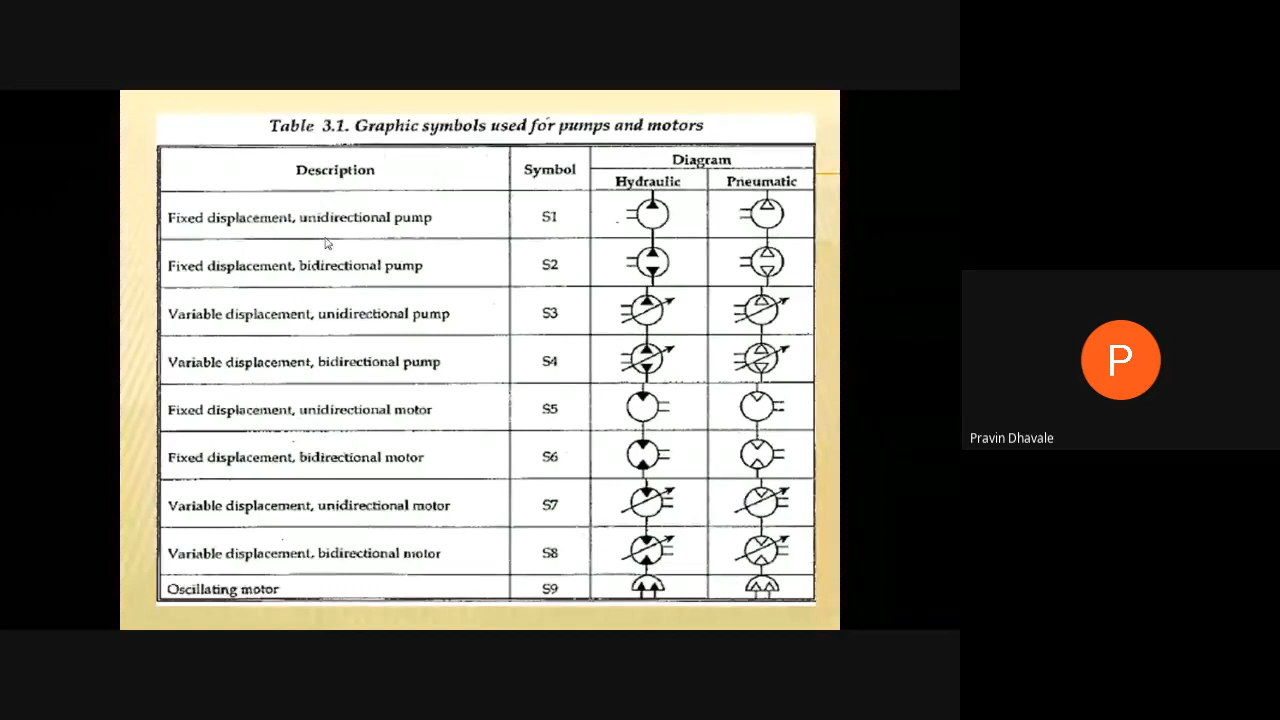 Table 3.1. Graphic symbols used for pumps and motors
Description Symbol Diagram
Hydraulic Pneumatic
Fixed displacement, unidirectional pump S1
Fixed displacement, bidirectional pump S2
Variable displacement, unidirectional pump S3
Variable displacement, bidirectional pump S4
Fixed displacement, unidirectional motor S5
Fixed displacement, bidirectional motor S6
Variable displacement, unidirectional motor S7
Variable displacement, bidirectional motor S8
Oscillating motor S9
P
Pravin Dhavale